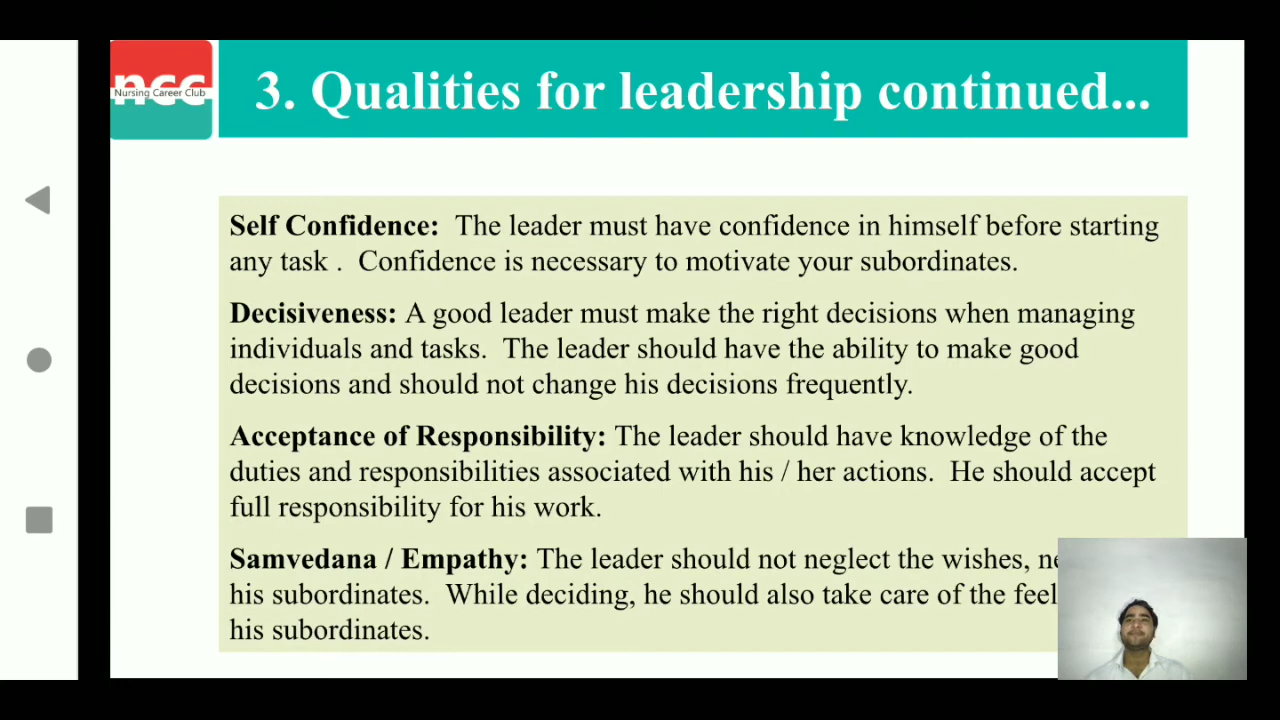 ncc
Nursing Career Club
3. Qualities for leadership continued...
Self Confidence: The leader must have confidence in himself before starting
any task . Confidence is necessary to motivate your subordinates.
Decisiveness: A good leader must make the right decisions when managing
individuals and tasks. The leader should have the ability to make good
decisions and should not change his decisions frequently.
Acceptance of Responsibility: The leader should have knowledge of the
duties and responsibilities associated with his / her actions. He should accept
full responsibility for his work.
Samvedana / Empathy: The leader should not neglect the wishes,
his subordinates. While deciding, he should also take care of the
his subordinates.